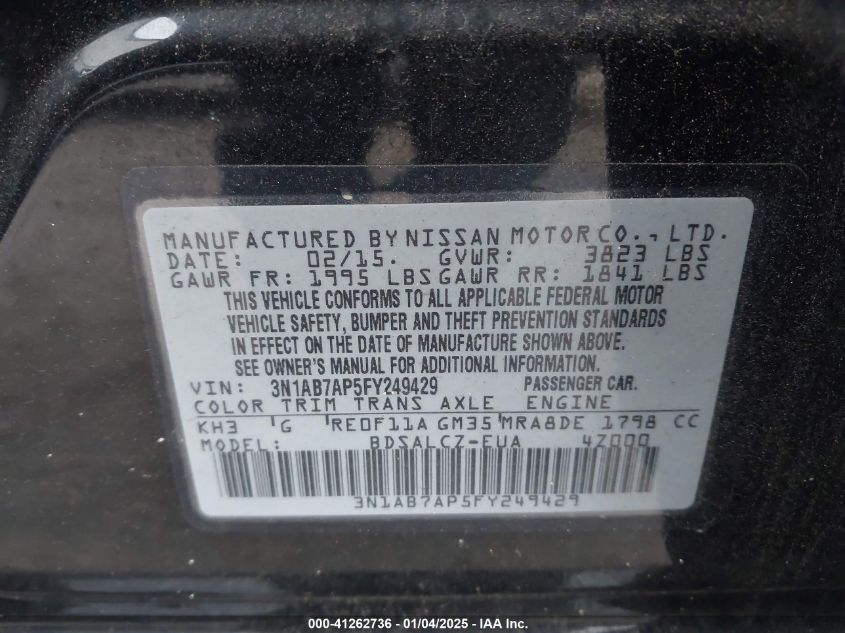 MANUFACTURED BY NISSAN MOTOR CO., LTD.
DATE: 02/15. GVWR: 3823 LBS
GAWR FR: 1995 LBS GAWR RR: 1841 LBS
THIS VEHICLE CONFORMS TO ALL APPLICABLE FEDERAL MOTOR
VEHICLE SAFETY, BUMPER AND THEFT PREVENTION STANDARDS
IN EFFECT ON THE DATE OF MANUFACTURE SHOWN ABOVE.
SEE OWNER'S MANUAL FOR ADDITIONAL INFORMATION.
VIN: 3N1AB7AP5FY249429 PASSENGER CAR.
COLOR TRIM TRANS AXLE ENGINE
KH3 G RE0F11A GM35 MRA8DE 1798 CC
MODEL: BDSALCZ-EUA 4Z000
3N1AB7AP5FY249429
000-41262736 - 01/04/2025 - IAA Inc.